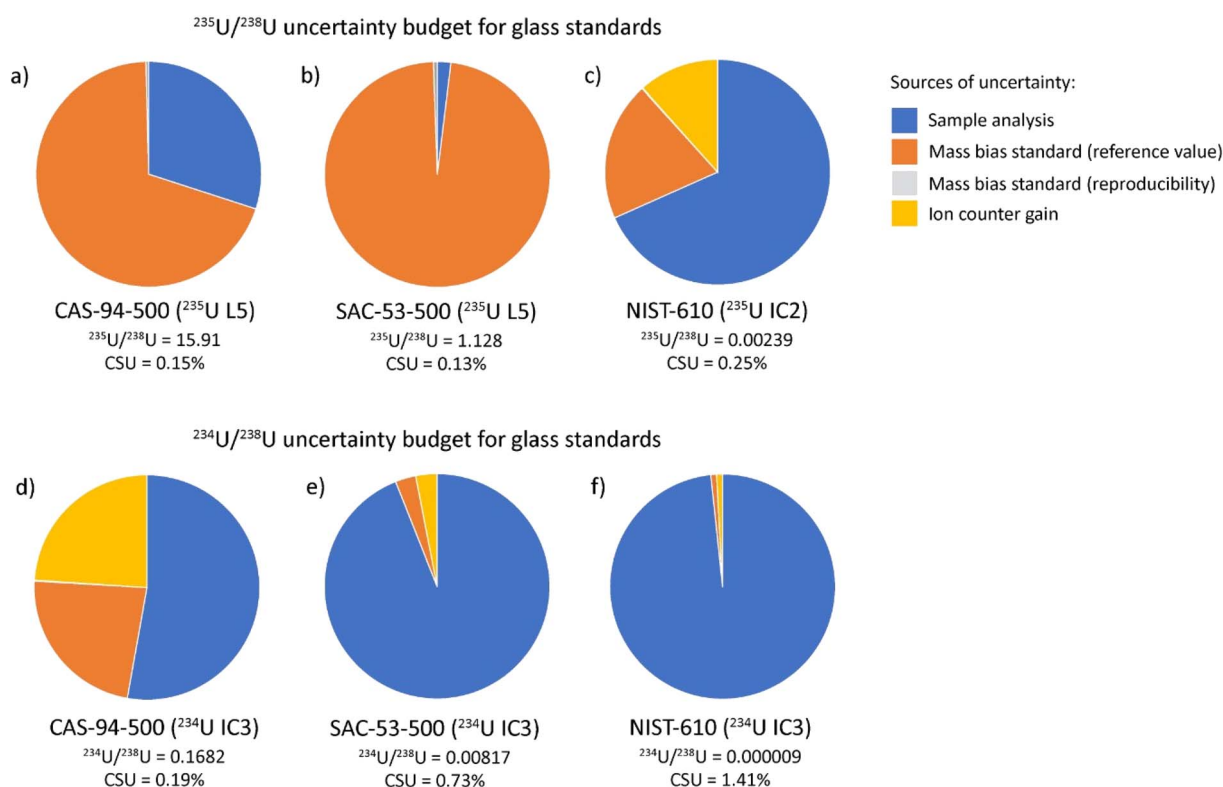 ²³⁵U/²³⁸U uncertainty budget for glass standards
a)
b)
c)
Sources of uncertainty:
Sample analysis
Mass bias standard (reference value)
Mass bias standard (reproducibility)
Ion counter gain
CAS-94-500 (²³⁵U L5)
²³⁵U/²³⁸U = 15.91
CSU = 0.15%
SAC-53-500 (²³⁵U L5)
²³⁵U/²³⁸U = 1.128
CSU = 0.13%
NIST-610 (²³⁵U IC2)
²³⁵U/²³⁸U = 0.00239
CSU = 0.25%
²³⁴U/²³⁸U uncertainty budget for glass standards
d)
e)
f)
CAS-94-500 (²³⁴U IC3)
²³⁴U/²³⁸U = 0.1682
CSU = 0.19%
SAC-53-500 (²³⁴U IC3)
²³⁴U/²³⁸U = 0.00817
CSU = 0.73%
NIST-610 (²³⁴U IC3)
²³⁴U/²³⁸U = 0.000009
CSU = 1.41%